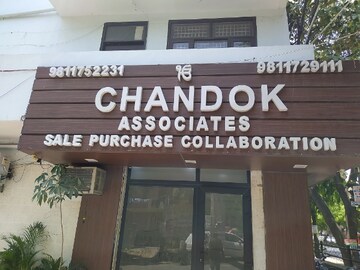 9811752231 ੴ 9811729111
CHANDOK
ASSOCIATES
SALE PURCHASE COLLABORATION